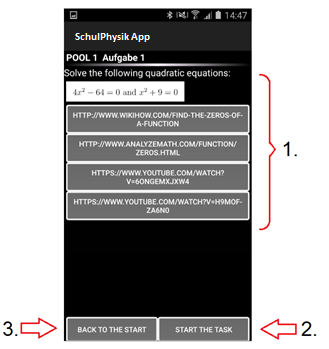 14:47
SchulPhysik App
POOL 1 Aufgabe 1
Solve the following quadratic equations:
4x² − 64 = 0 and x² + 9 = 0
HTTP://WWW.WIKIHOW.COM/FIND-THE-ZEROS-OF-
A-FUNCTION
HTTP://WWW.ANALYZEMATH.COM/FUNCTION/
ZEROS.HTML
HTTPS://WWW.YOUTUBE.COM/WATCH?
V=6ONGEMXJXW4
HTTPS://WWW.YOUTUBE.COM/WATCH?V=H9MOF-
ZA6N0
1.
3.
BACK TO THE START
START THE TASK
2.